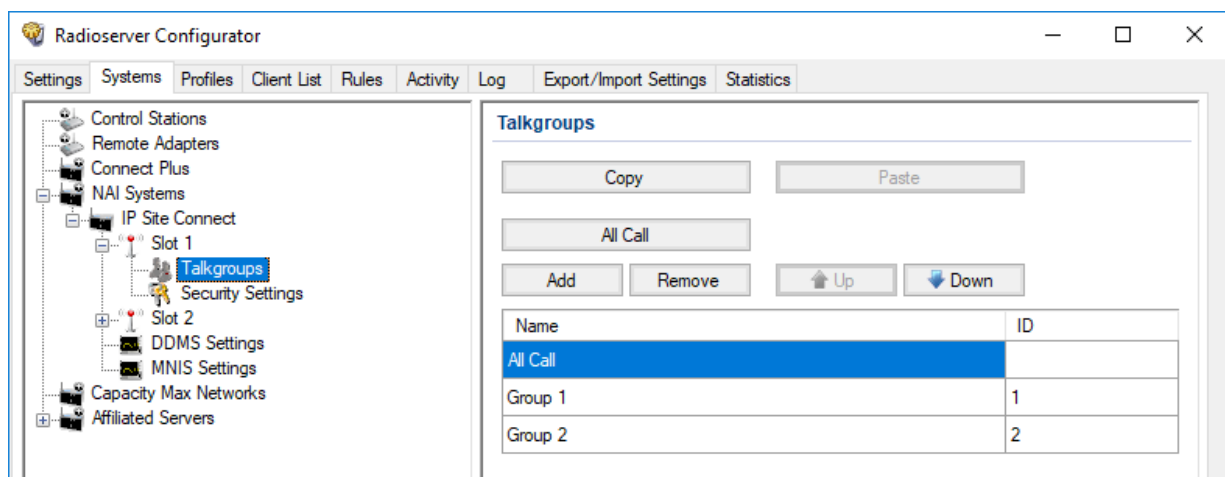 Radioserver Configurator
Settings Systems Profiles Client List Rules Activity Log Export/Import Settings Statistics
Control Stations
Remote Adapters
Connect Plus
NAI Systems
IP Site Connect
Slot 1
Talkgroups
Security Settings
Slot 2
DDMS Settings
MNIS Settings
Capacity Max Networks
Affiliated Servers
Talkgroups
Copy Paste
All Call
Add Remove Up Down
Name ID
All Call
Group 1 1
Group 2 2